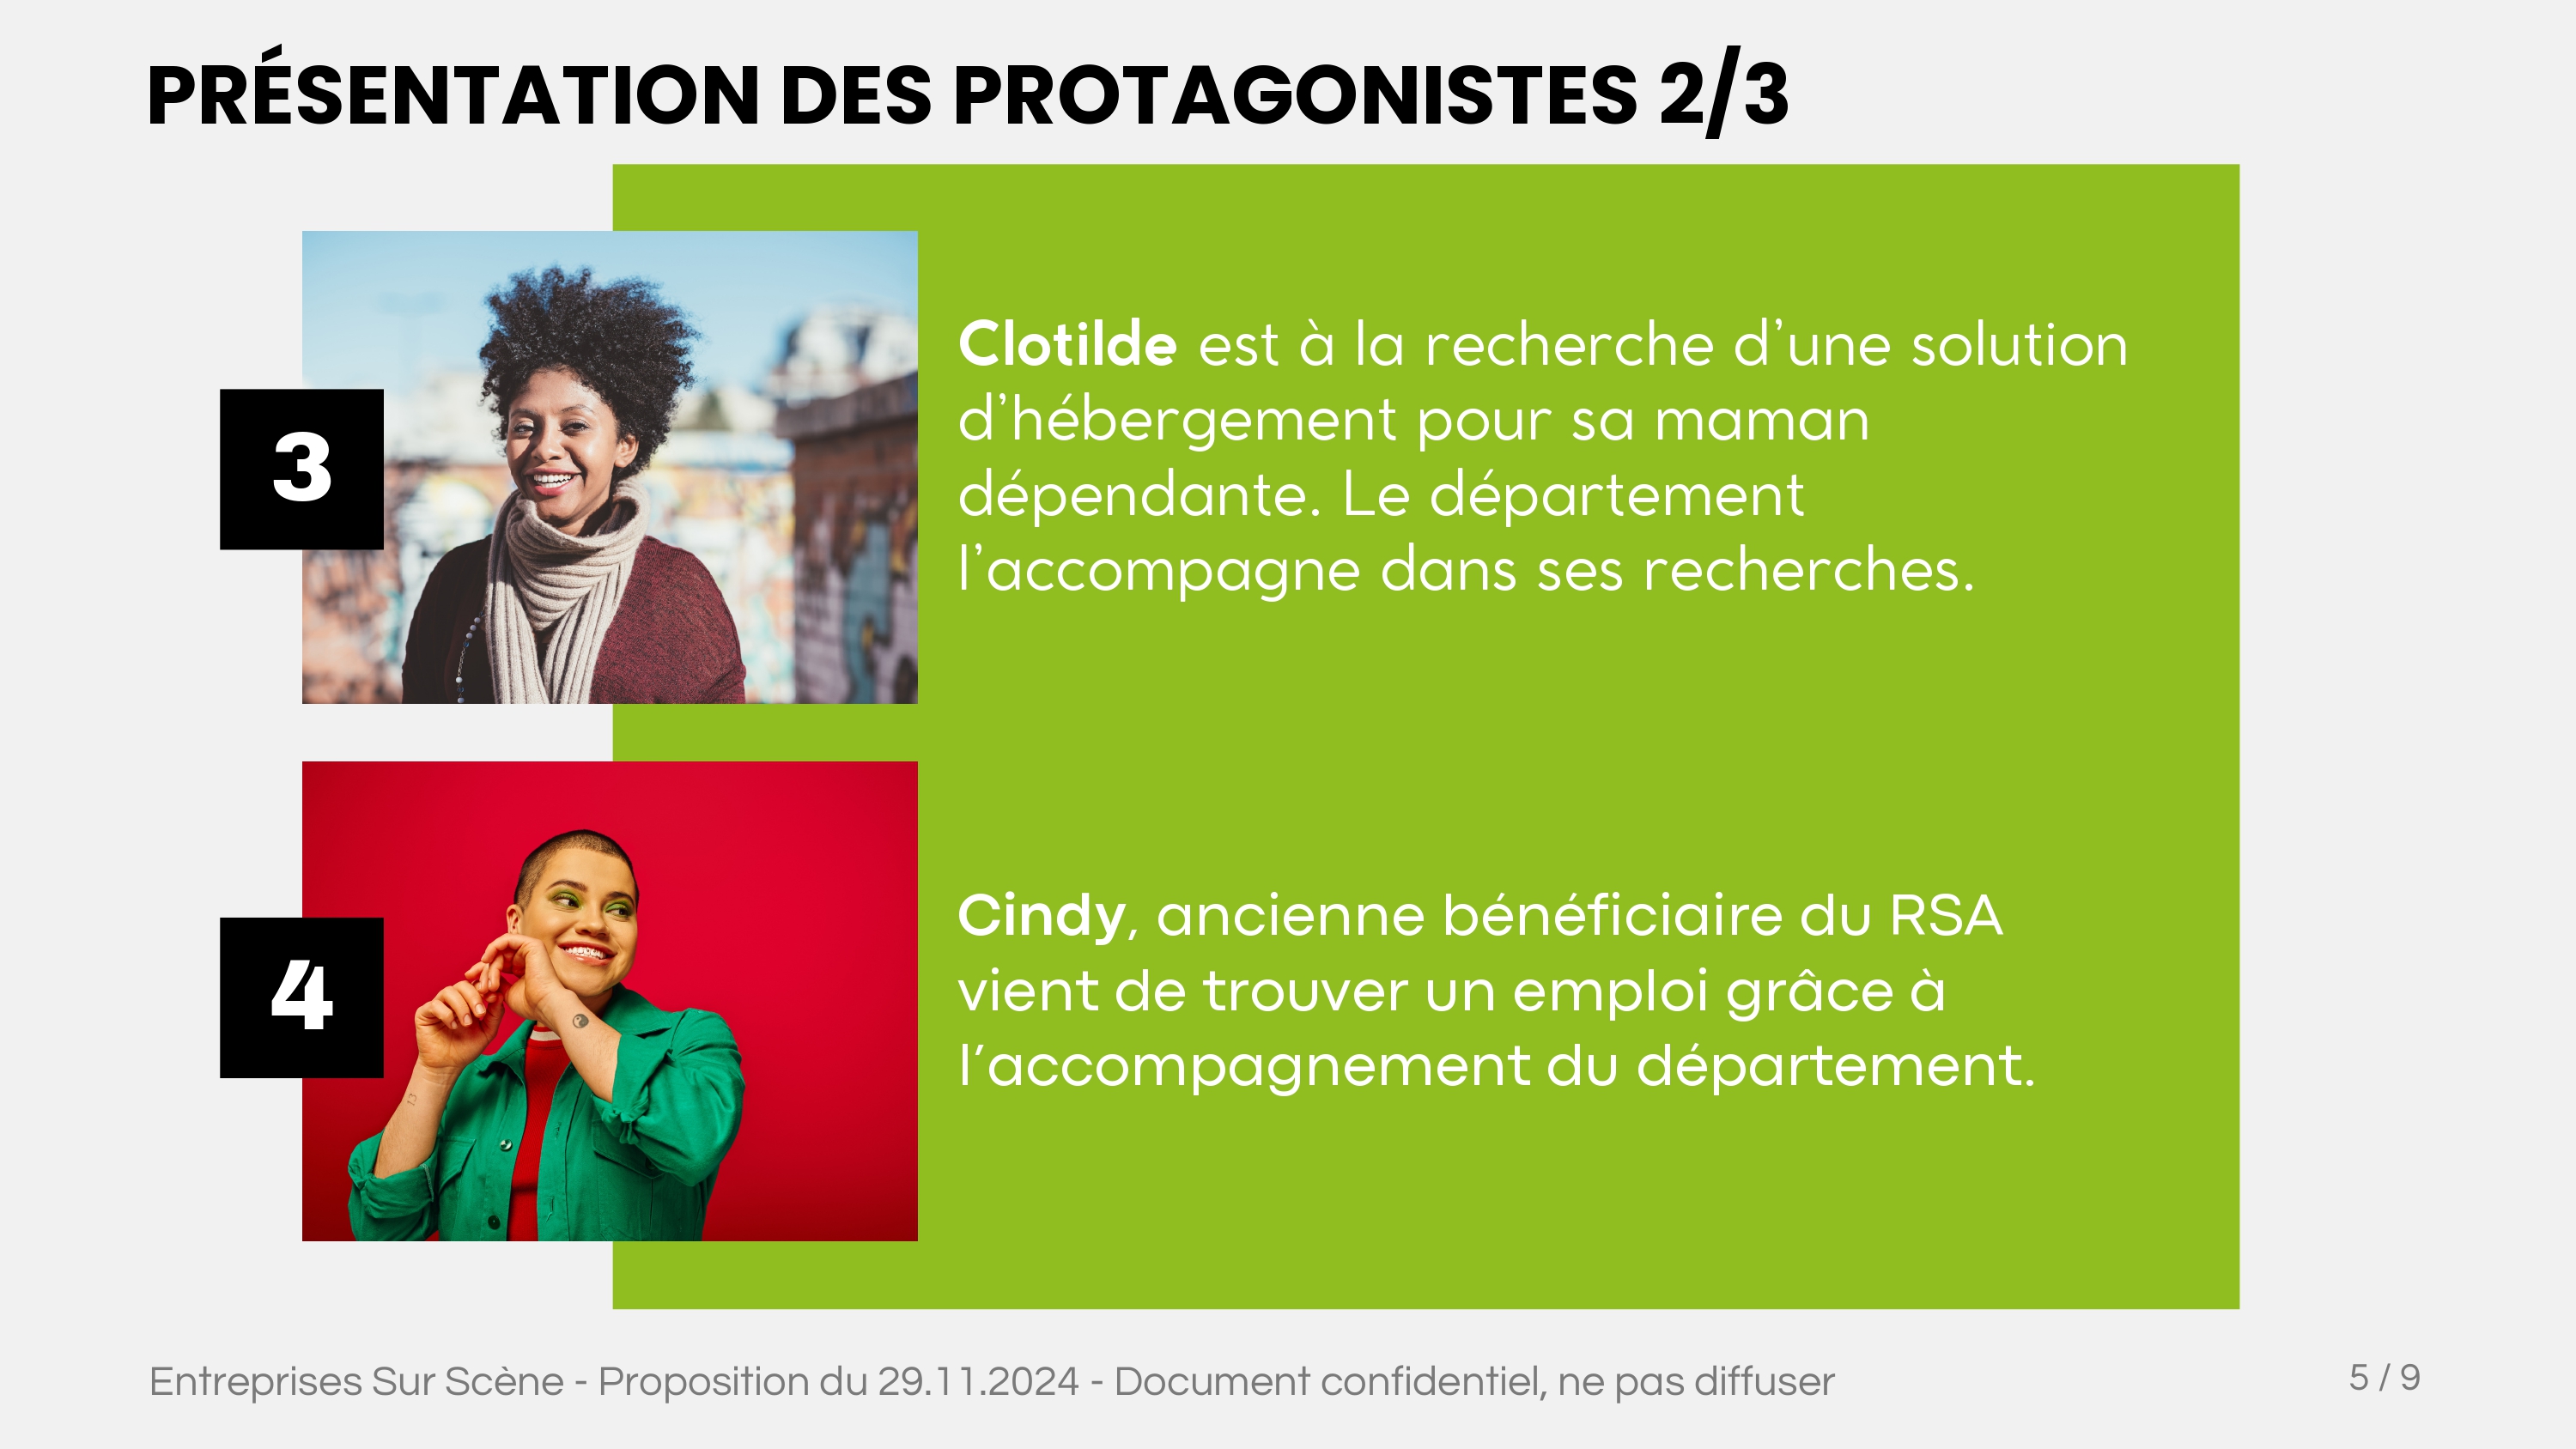 PRÉSENTATION DES PROTAGONISTES 2/3
3
Clotilde est à la recherche d’une solution
d’hébergement pour sa maman
dépendante. Le département
l’accompagne dans ses recherches.
4
Cindy, ancienne bénéficiaire du RSA
vient de trouver un emploi grâce à
l’accompagnement du département.
Entreprises Sur Scène - Proposition du 29.11.2024 - Document confidentiel, ne pas diffuser
5 / 9